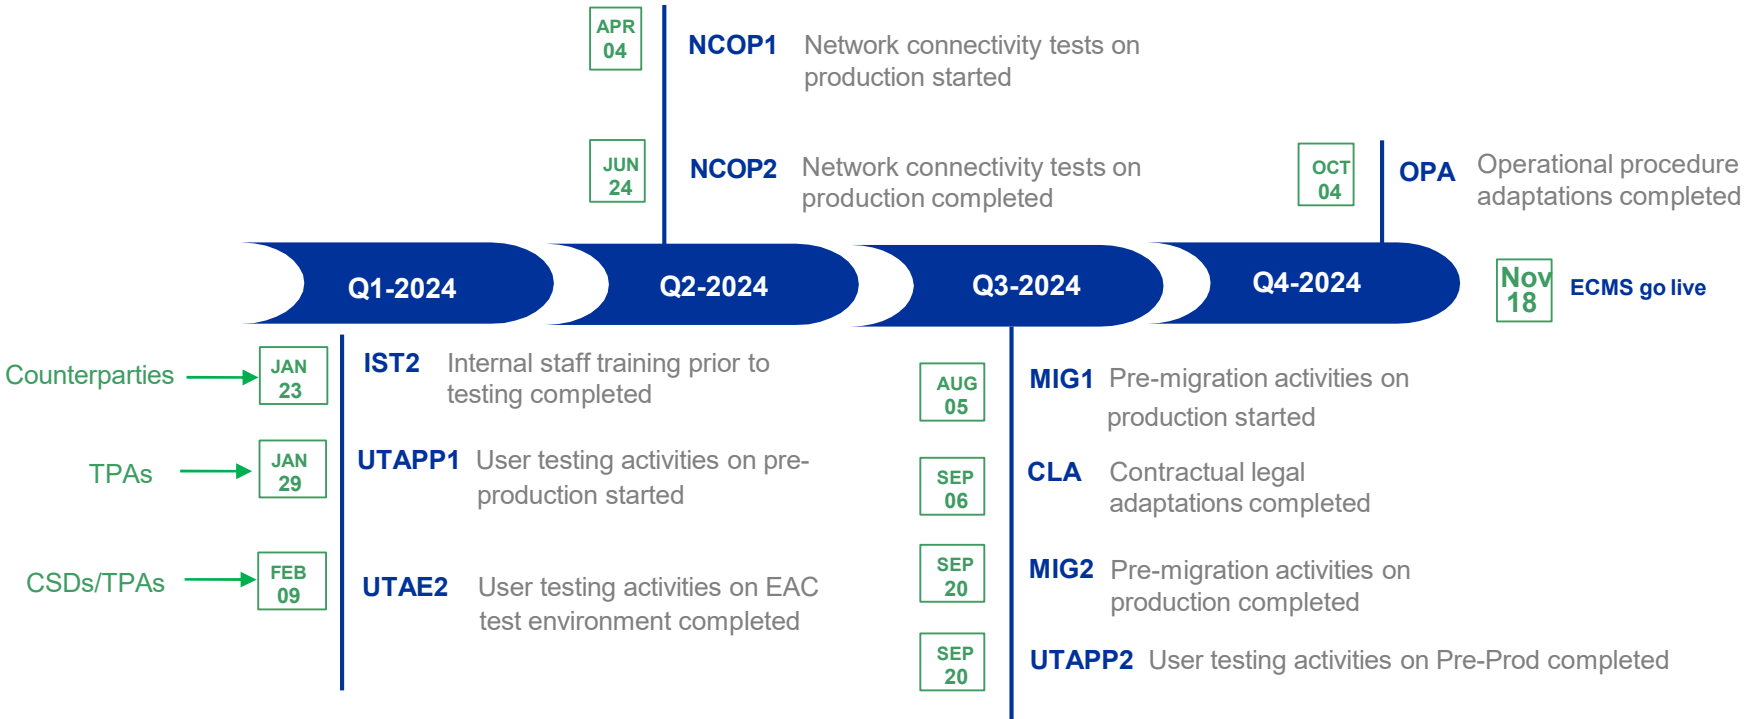 APR
04
NCOP1 Network connectivity tests on
production started
JUN
24
NCOP2 Network connectivity tests on
production completed
OCT
04
OPA Operational procedure
adaptations completed
Q1-2024
Q2-2024
Q3-2024
Q4-2024
Nov
18
ECMS go live
Counterparties
JAN
23
IST2 Internal staff training prior to
testing completed
TPAs
JAN
29
UTAPP1 User testing activities on pre-
production started
CSDs/TPAs
FEB
09
UTAE2 User testing activities on EAC
test environment completed
AUG
05
MIG1 Pre-migration activities on
production started
SEP
06
CLA Contractual legal
adaptations completed
SEP
20
MIG2 Pre-migration activities on
production completed
SEP
20
UTAPP2 User testing activities on Pre-Prod completed